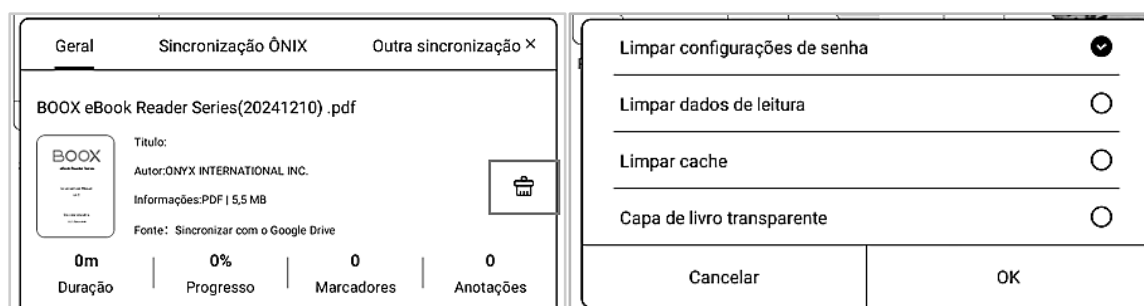 Geral Sincronização ÔNIX Outra sincronização ×
BOOX eBook Reader Series(20241210) .pdf
BOOX
Titulo:
Autor:ONYX INTERNATIONAL INC.
Informações:PDF | 5,5 MB
Fonte: Sincronizar com o Google Drive
0m 0% 0 0
Duração Progresso Marcadores Anotações
Limpar configurações de senha
Limpar dados de leitura
Limpar cache
Capa de livro transparente
Cancelar OK